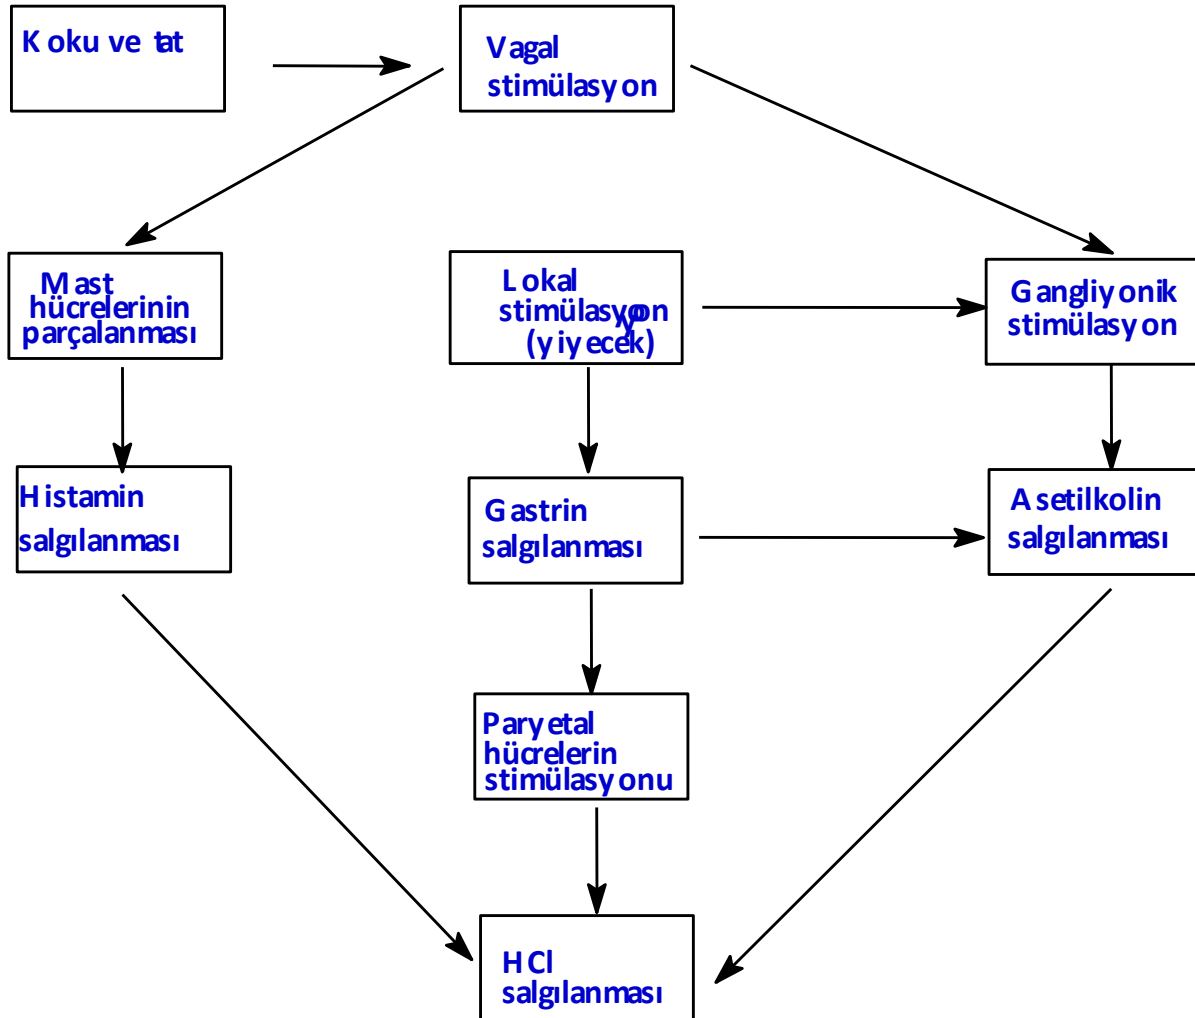 Koku ve tat
Vagal
stimülasyon
Mast
hücrelerinin
parçalanması
Lokal
stimülasyon
(yiyecek)
Gangliyonik
stimülasyon
Histamin
salgılanması
Gastrin
salgılanması
Asetilkolin
salgılanması
Paryetal
hücrelerin
stimülasyonu
HCl
salgılanması